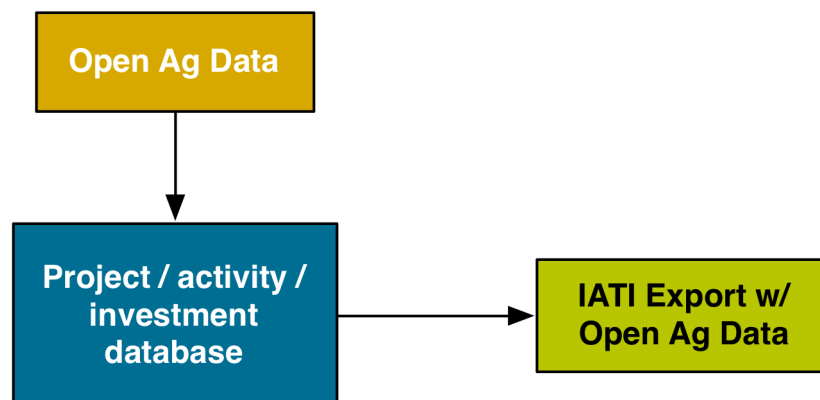 Open Ag Data
Project / activity /
investment
database
IATI Export w/
Open Ag Data